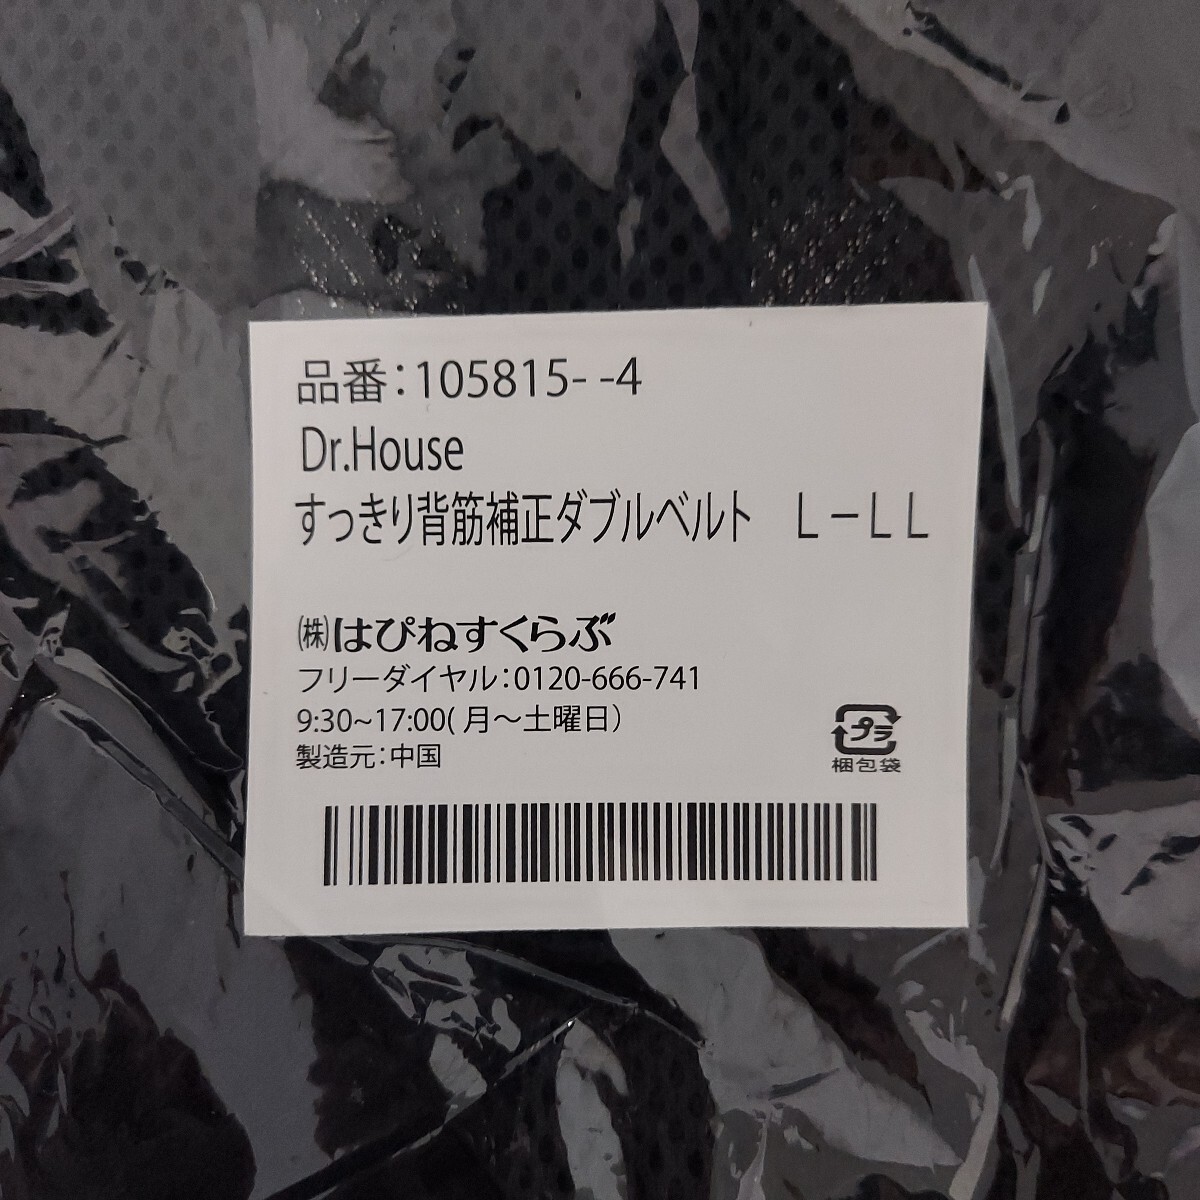 品番：105815- -4
Dr.House
すっきり背筋補正ダブルベルト　Ｌ－ＬＬ
㈱はぴねすくらぶ
フリーダイヤル：0120-666-741
9:30~17:00( 月～土曜日）
製造元：中国
プラ
梱包袋